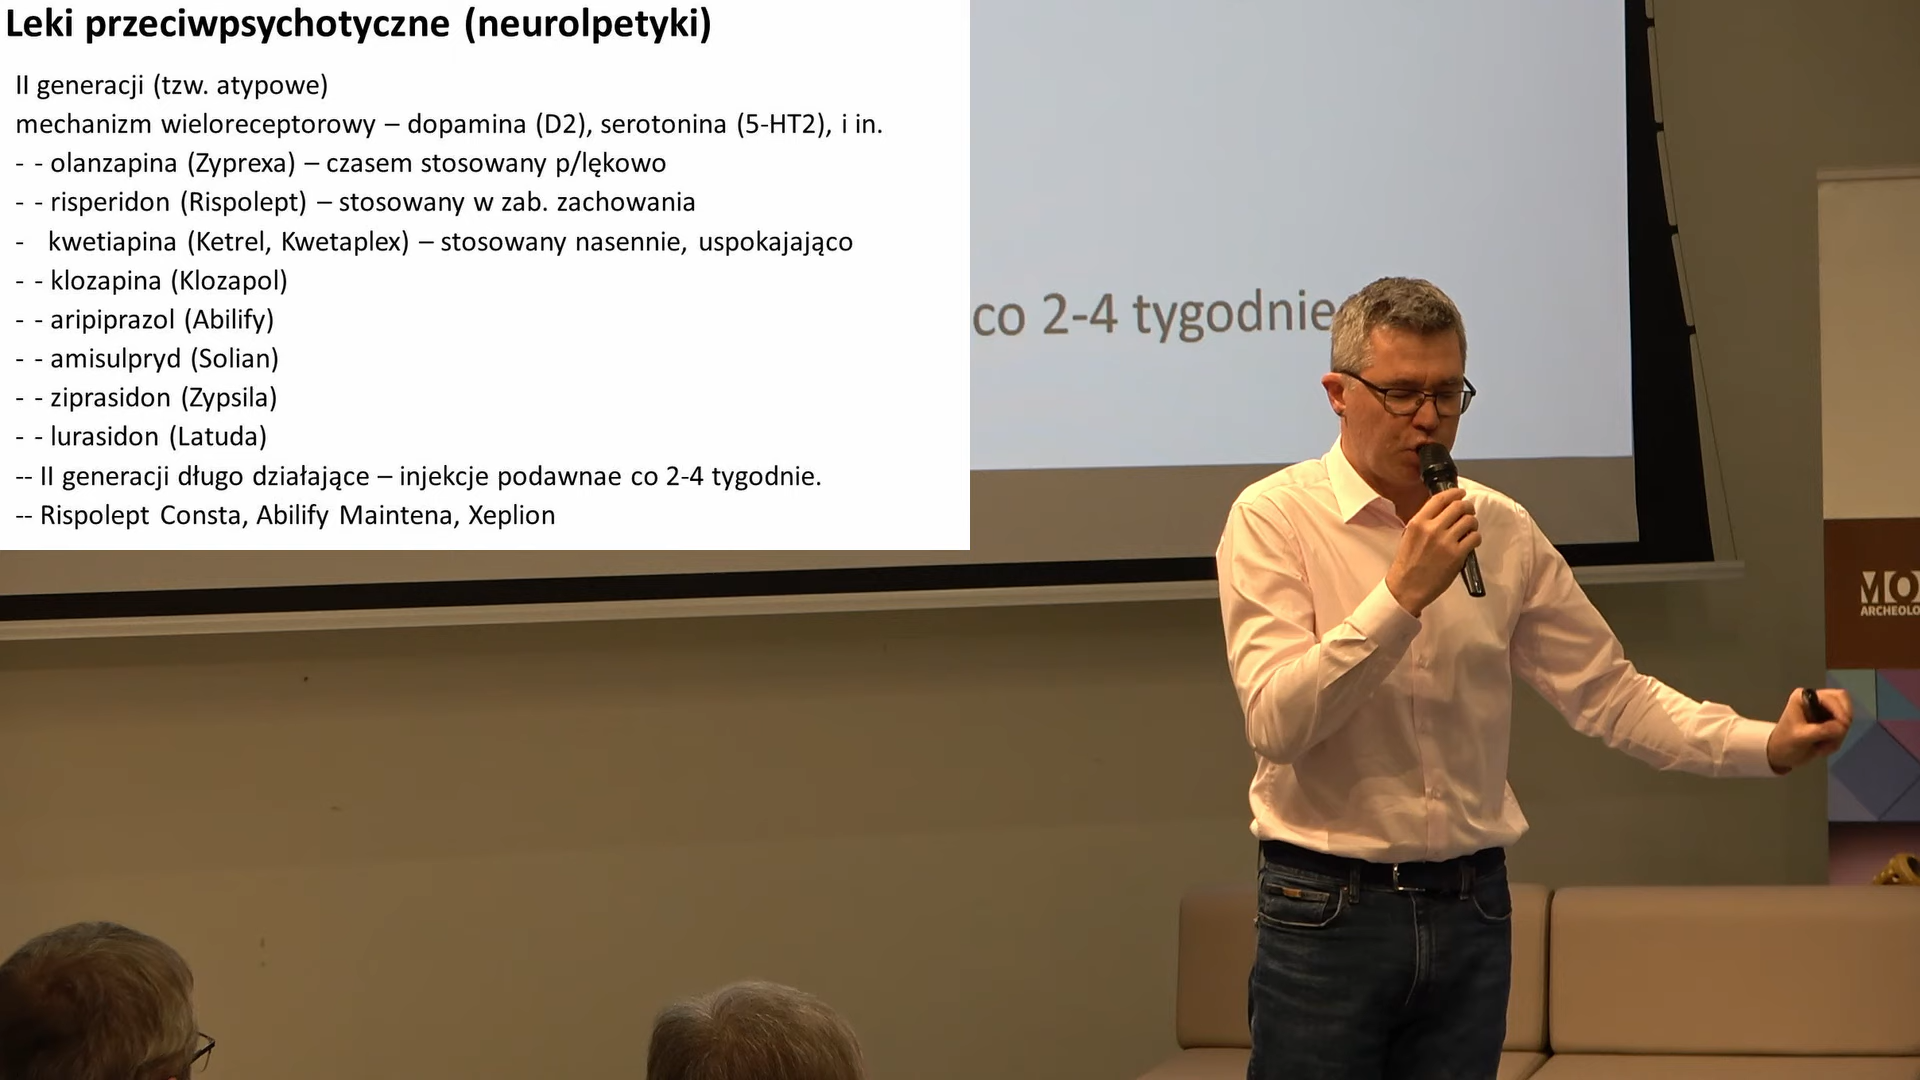 Leki przeciwpsychotyczne (neurolpetyki)
II generacji (tzw. atypowe)
mechanizm wieloreceptorowy – dopamina (D2), serotonina (5-HT2), i in.
- - olanzapina (Zyprexa) – czasem stosowany p/lękowo
- - risperidon (Rispolept) – stosowany w zab. zachowania
- kwetiapina (Ketrel, Kwetaplex) – stosowany nasennie, uspokajająco
- - klozapina (Klozapol)
- - aripiprazol (Abilify)
- - amisulpryd (Solian)
- - ziprasidon (Zypsila)
- - lurasidon (Latuda)
-- II generacji długo działające – injekcje podawnae co 2-4 tygodnie.
-- Rispolept Consta, Abilify Maintena, Xeplion
co 2-4 tygodnie